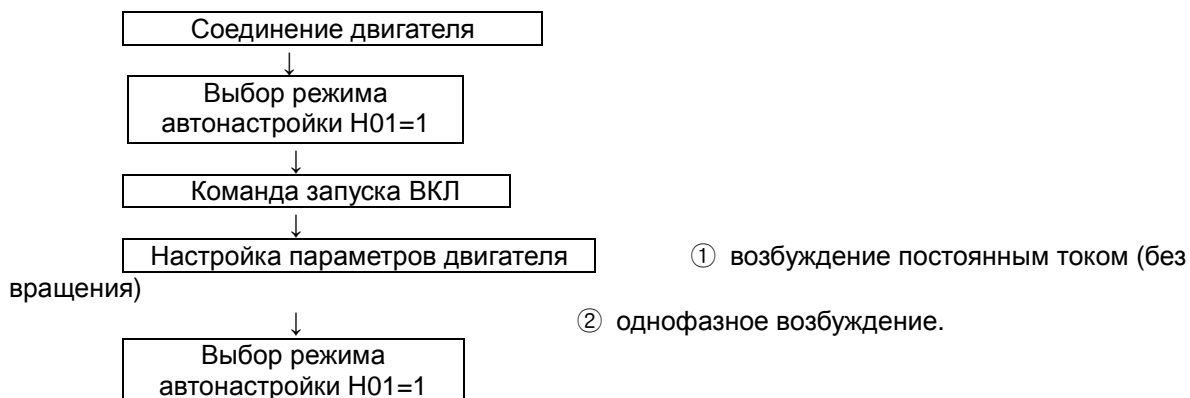 Соединение двигателя
↓
Выбор режима
автонастройки H01=1
↓
Команда запуска ВКЛ
↓
Настройка параметров двигателя ① возбуждение постоянным током (без
вращения)
↓ ② однофазное возбуждение.
Выбор режима
автонастройки H01=1